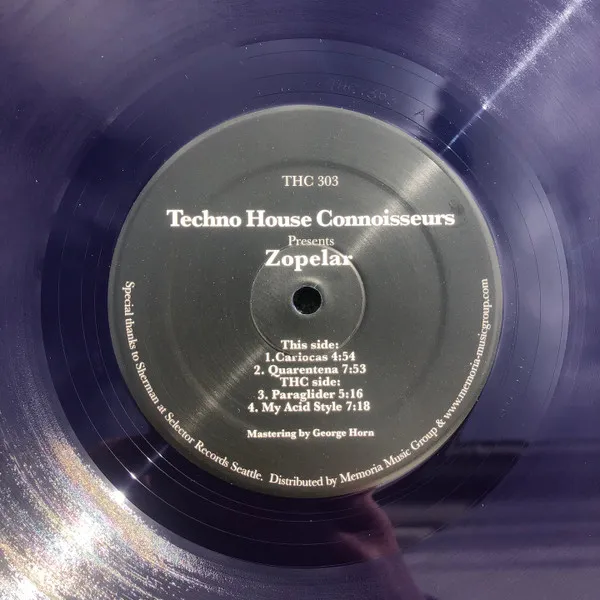 THC 303
Techno House Connoisseurs
Presents
Zopelar
This side:
1.Cariocas 4:54
2. Quarentena 7:53
THC side:
3. Paraglider 5:16
4. My Acid Style 7:18
Mastering by George Horn
Special thanks to Sherman at Selector Records Seattle. Distributed by Memoria Music Group & www.memoria-musicgroup.com